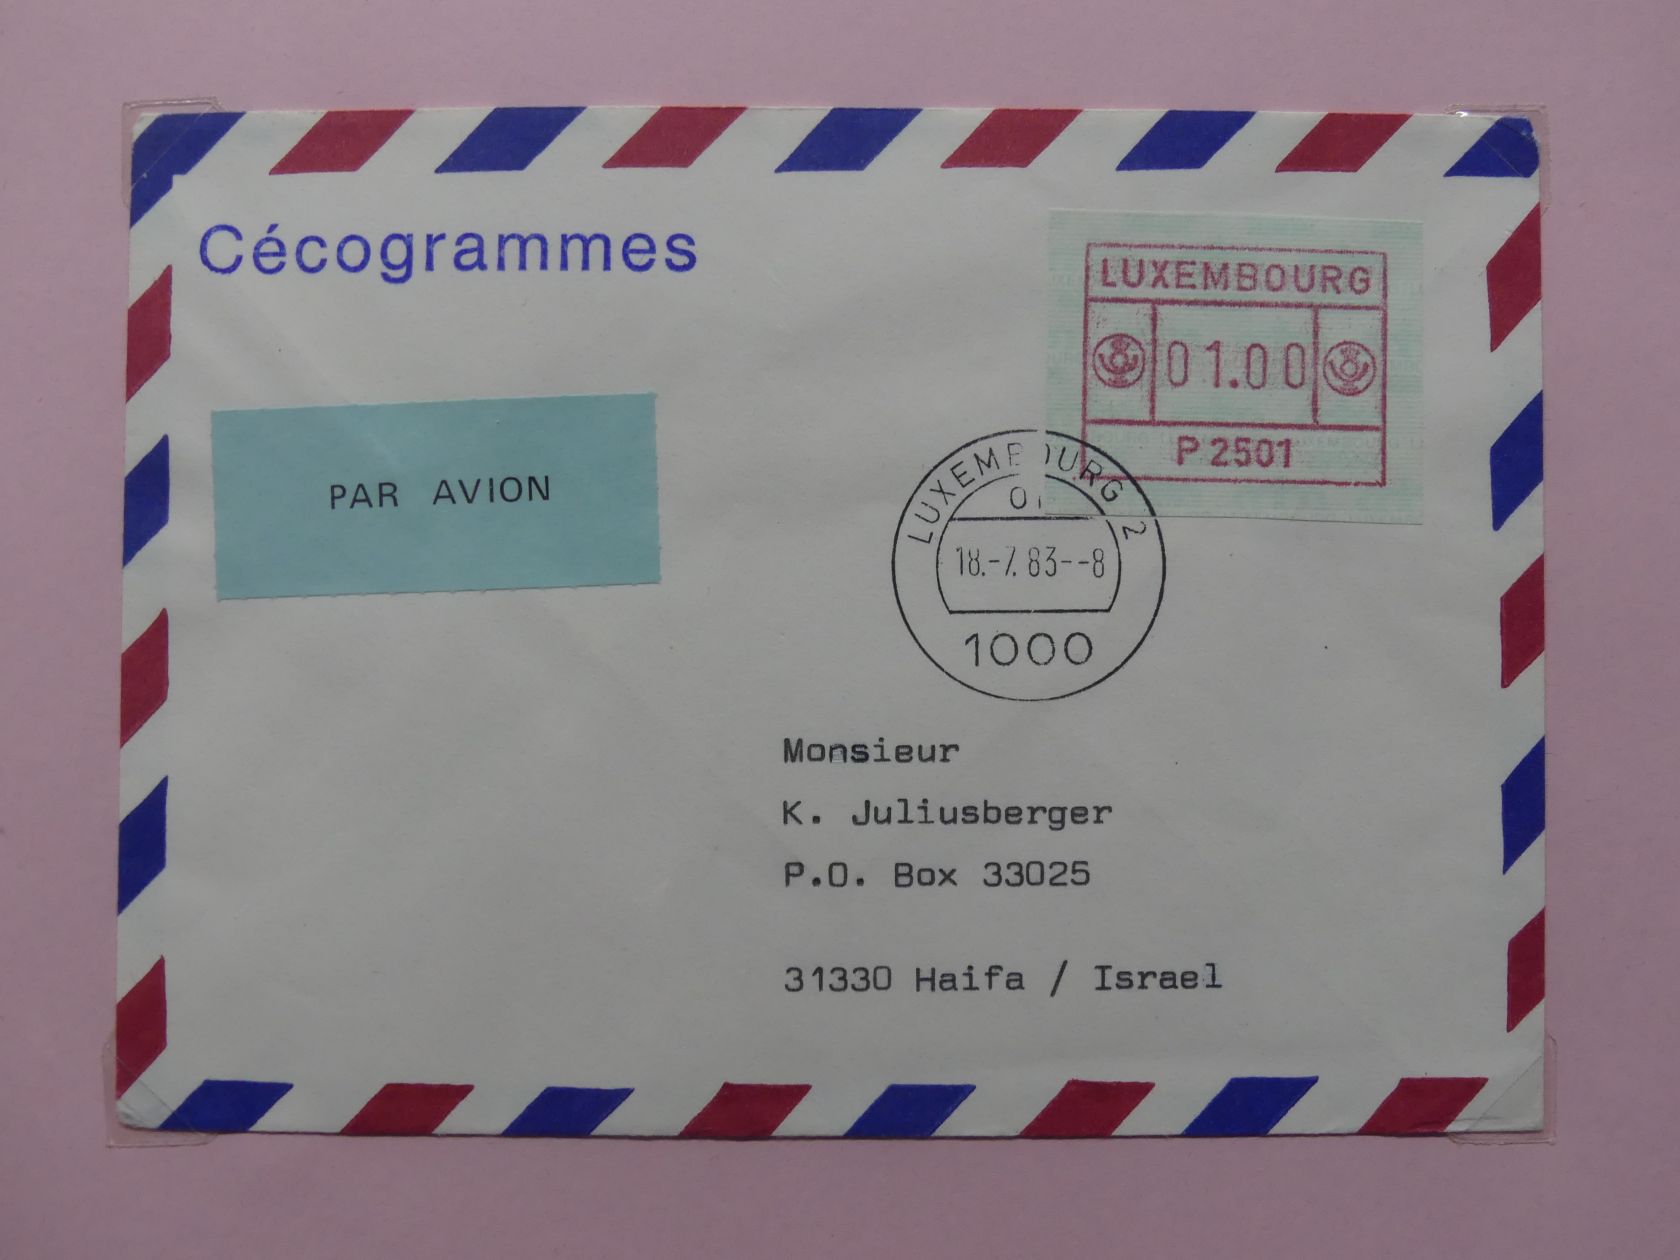 Cécogrammes
LUXEMBOURG
01.00
P 2501
PAR AVION
LUXEMBOURG 2
18.-7.83--8
1000
Monsieur
K. Juliusberger
P.O. Box 33025
31330 Haifa / Israel